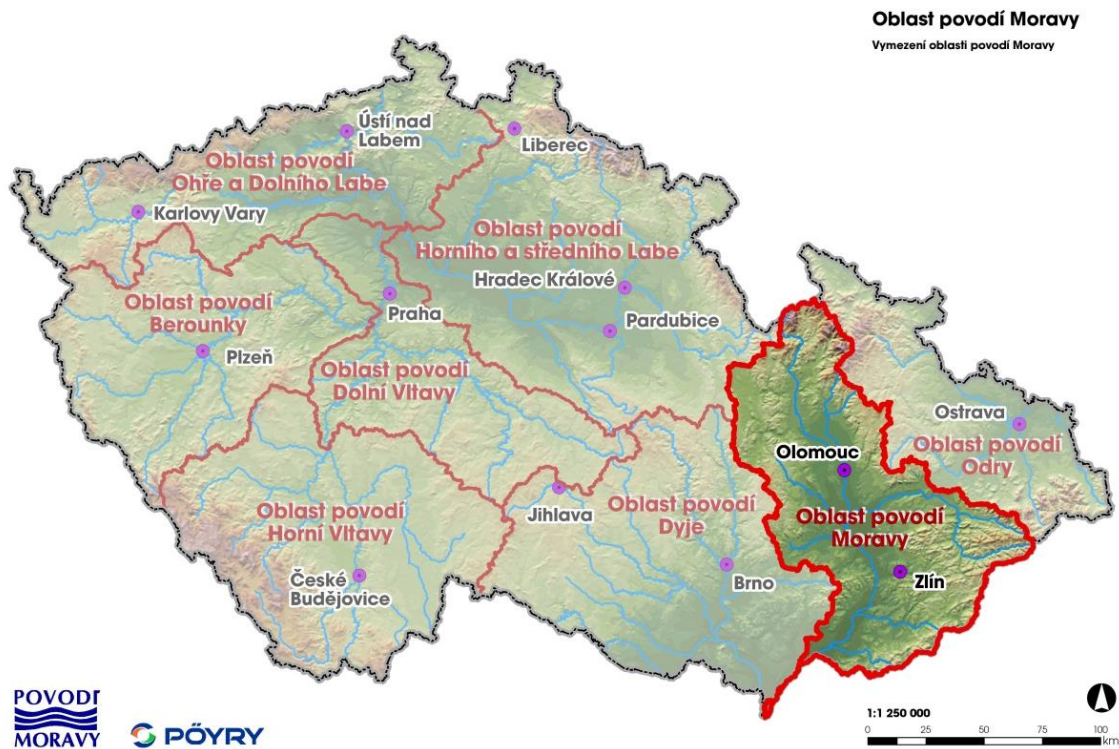 Oblast povodí Moravy
Vymezení oblasti povodí Moravy
Ústí nad
Labem
Liberec
Oblast povodí
Ohře a Dolního Labe
Karlovy Vary
Oblast povodí
Horního a středního Labe
Hradec Králové
Oblast povodí
Berounky
Praha
Pardubice
Plzeň
Oblast povodí
Dolní Vltavy
Ostrava
Oblast povodí
Odry
Olomouc
Oblast povodí
Horní Vltavy
Jihlava
Oblast povodí
Dyje
Oblast povodí
Moravy
České
Budějovice
Brno
Zlín
POVODÍ
MORAVY
PÖYRY
1:1 250 000
0 25 50 75 100
km